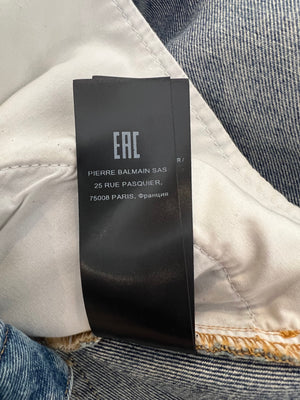 EAC
PIERRE BALMAIN SAS
25 RUE PASQUIER,
75008 PARIS, Франция
R/